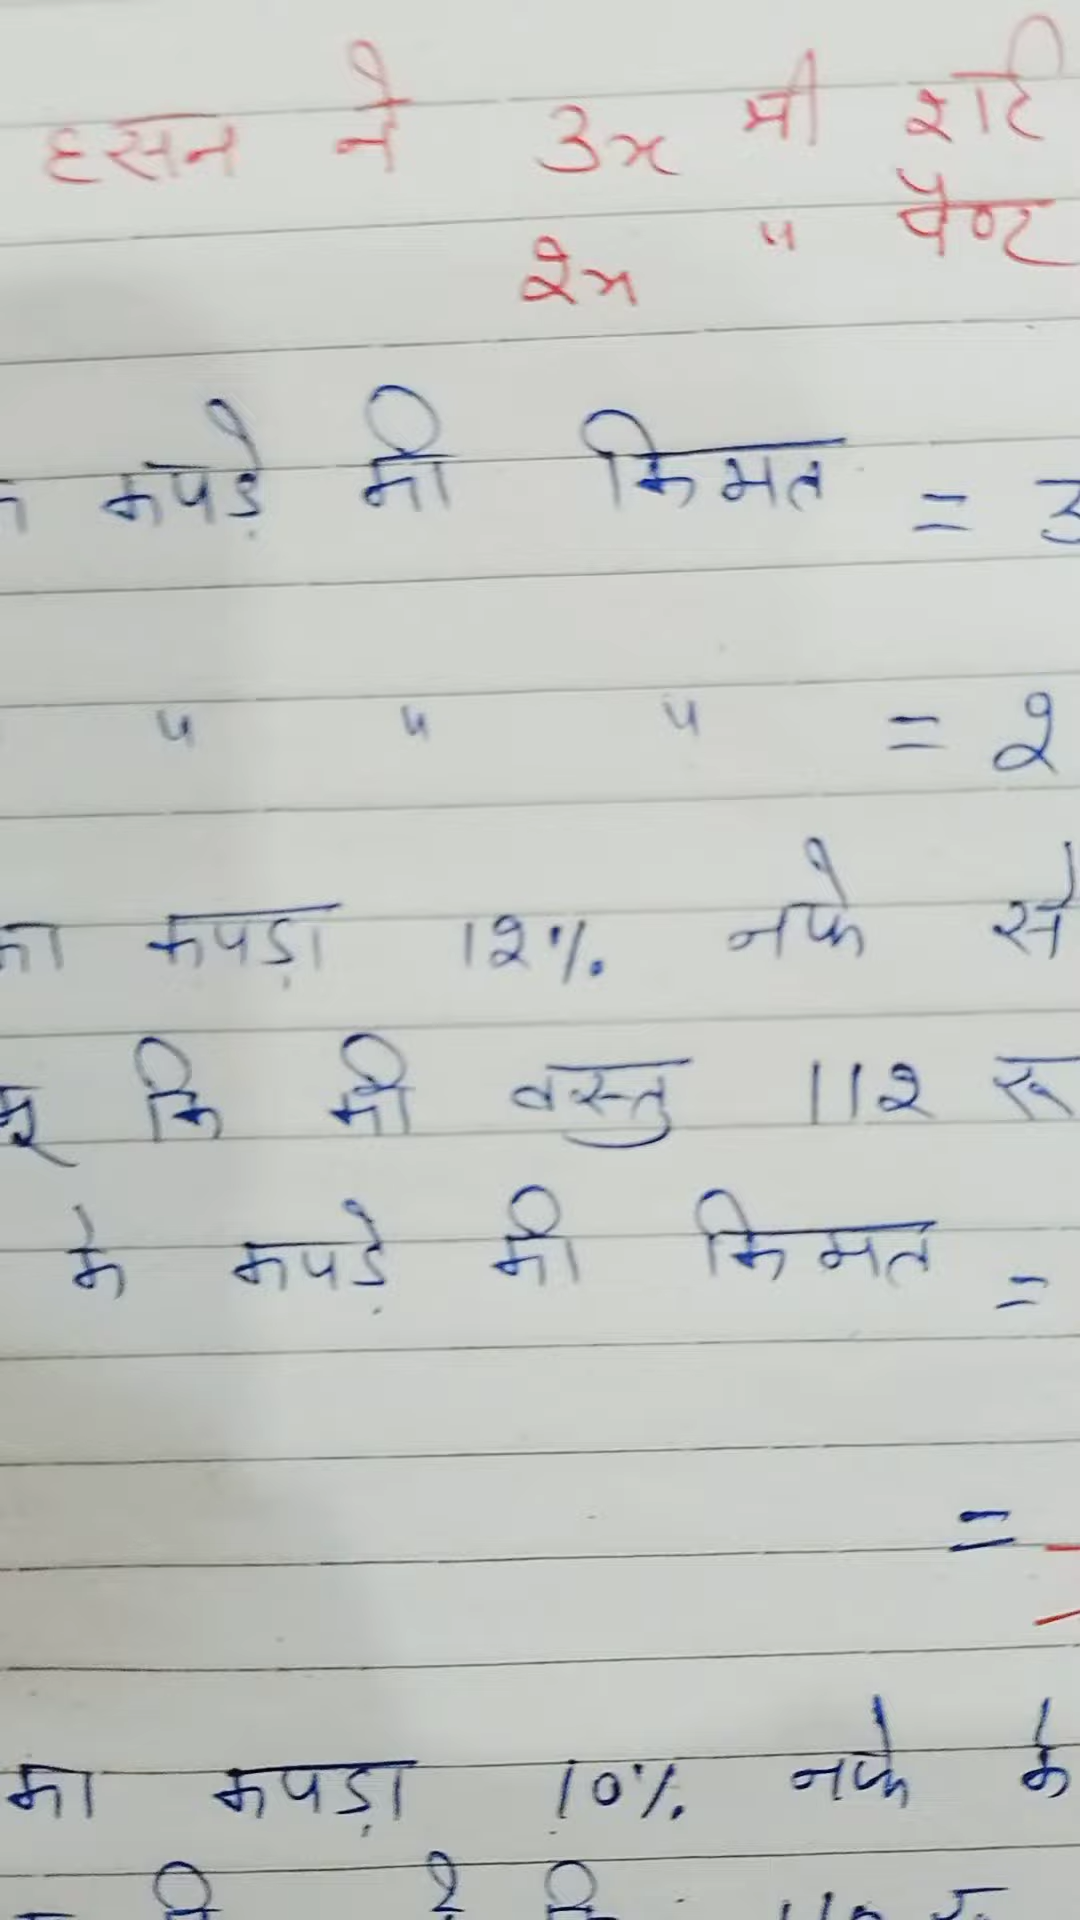 हसन ने 3x मी शर्ट
2x " पैण्ट
कपड़े की किमत = 3
" " " = 2
का कपड़ा 12% नफे से
कि की वस्तु 112 रू
के कपड़े की किमत =
=
का कपड़ा 10% नफे के